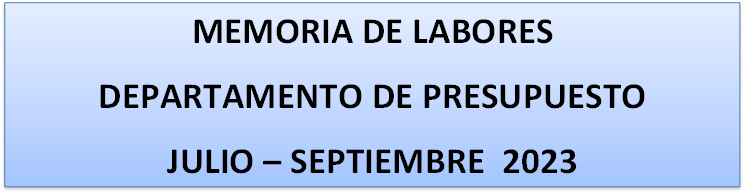 MEMORIA DE LABORES
DEPARTAMENTO DE PRESUPUESTO
JULIO – SEPTIEMBRE  2023